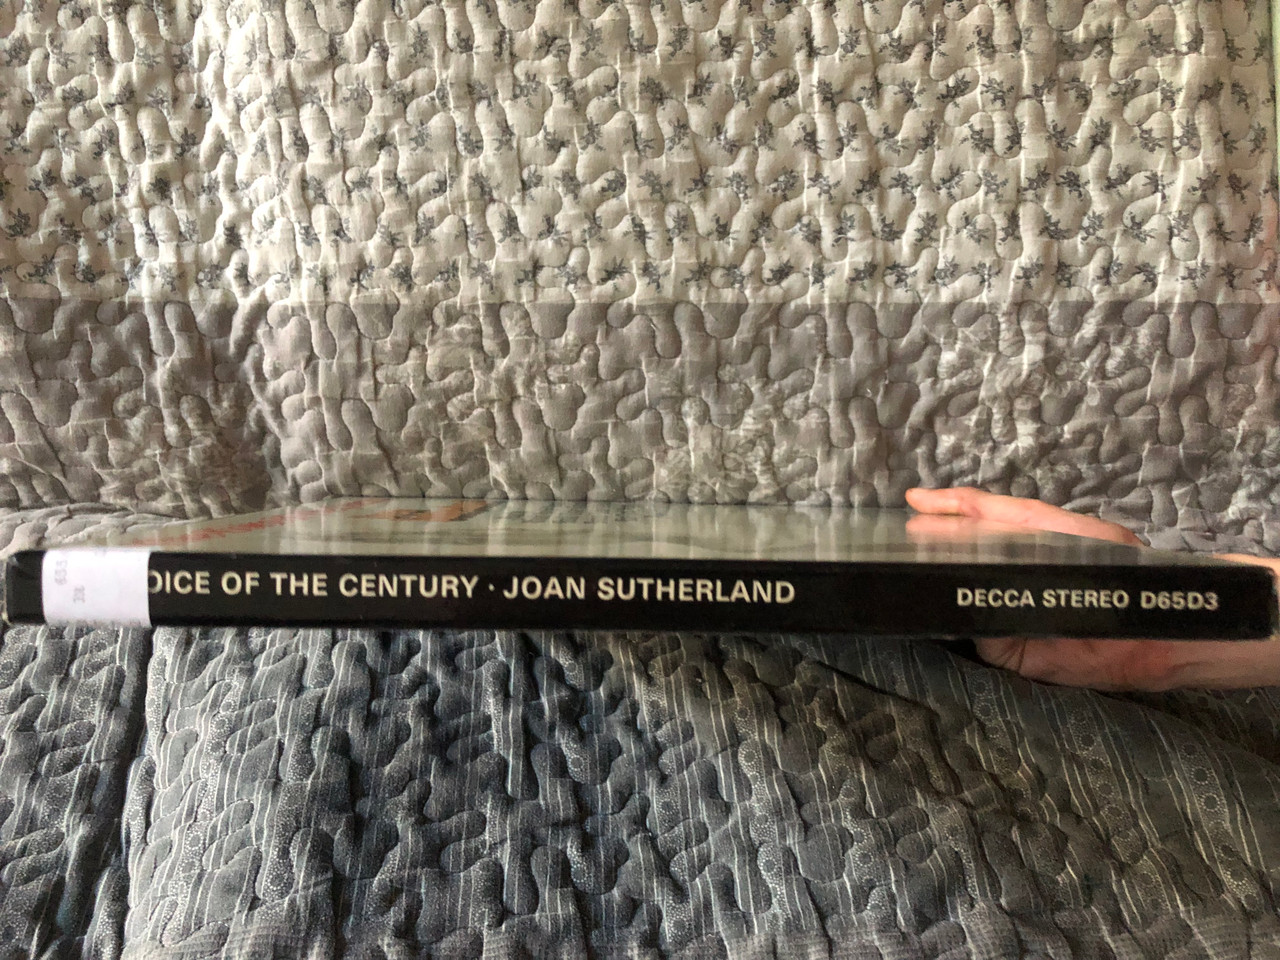 OICE OF THE CENTURY · JOAN SUTHERLAND DECCA STEREO D65D3